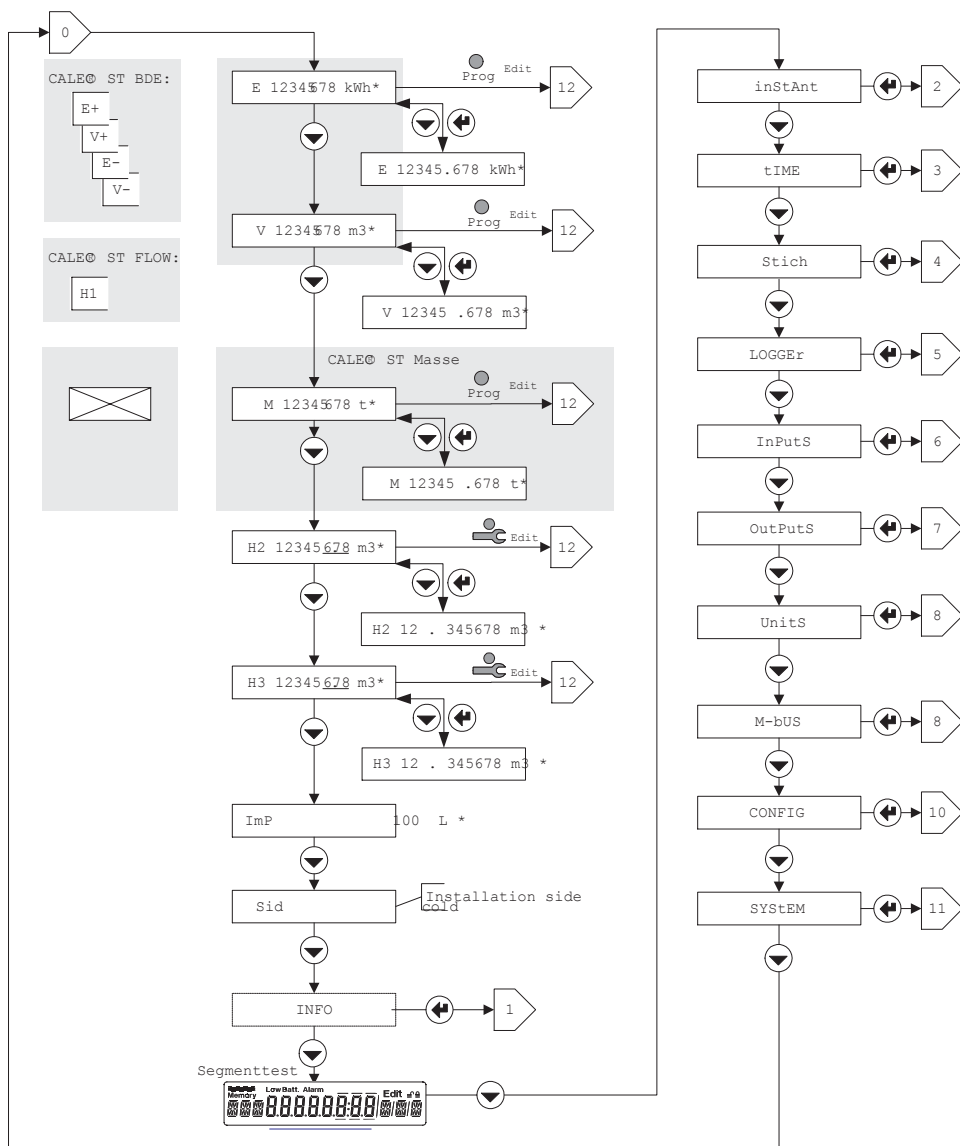 0
CALEC® ST BDE:
E+
V+
E-
V-
CALEC® ST FLOW:
H1
E 12345678 kWh*
Prog
Edit
12
E 12345.678 kWh*
V 12345678 m3*
Prog
Edit
12
V 12345 .678 m3*
CALEC® ST Masse
M 12345678 t*
Prog
Edit
12
M 12345 .678 t*
H2 12345678 m3*
Edit
12
H2 12 . 345678 m3 *
H3 12345678 m3*
Edit
12
H3 12 . 345678 m3 *
ImP 100 L *
Sid
Installation side
cold
INFO
1
Segmenttest
Memory
Low Batt. Alarm
Edit
inStAnt
2
tIME
3
Stich
4
LOGGEr
5
InPutS
6
OutPutS
7
UnitS
8
M-bUS
8
CONFIG
10
SYStEM
11